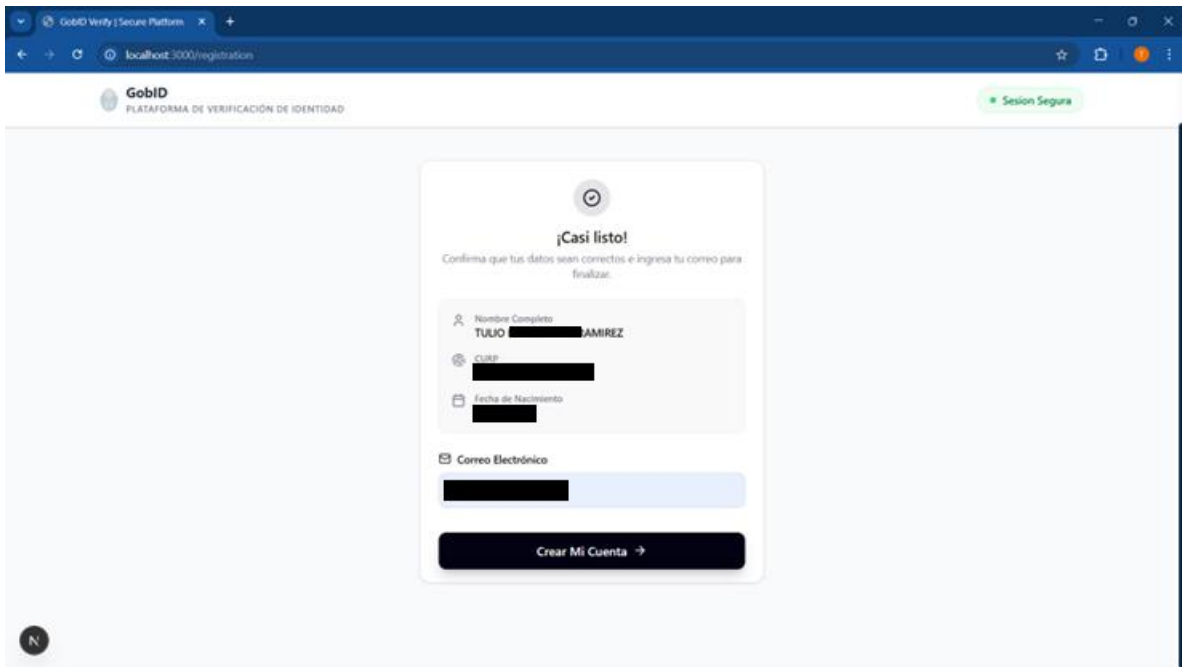 GobID Verify | Secure Platform
localhost:3000/registration
GobID
PLATAFORMA DE VERIFICACIÓN DE IDENTIDAD
Sesion Segura
¡Casi listo!
Confirma que tus datos sean correctos e ingresa tu correo para
finalizar.
Nombre Completo
TULIO AMIREZ
CURP
Fecha de Nacimiento
Correo Electrónico
Crear Mi Cuenta →
N